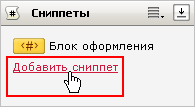 Сниппеты
<#> Блок оформления
Добавить сниппет